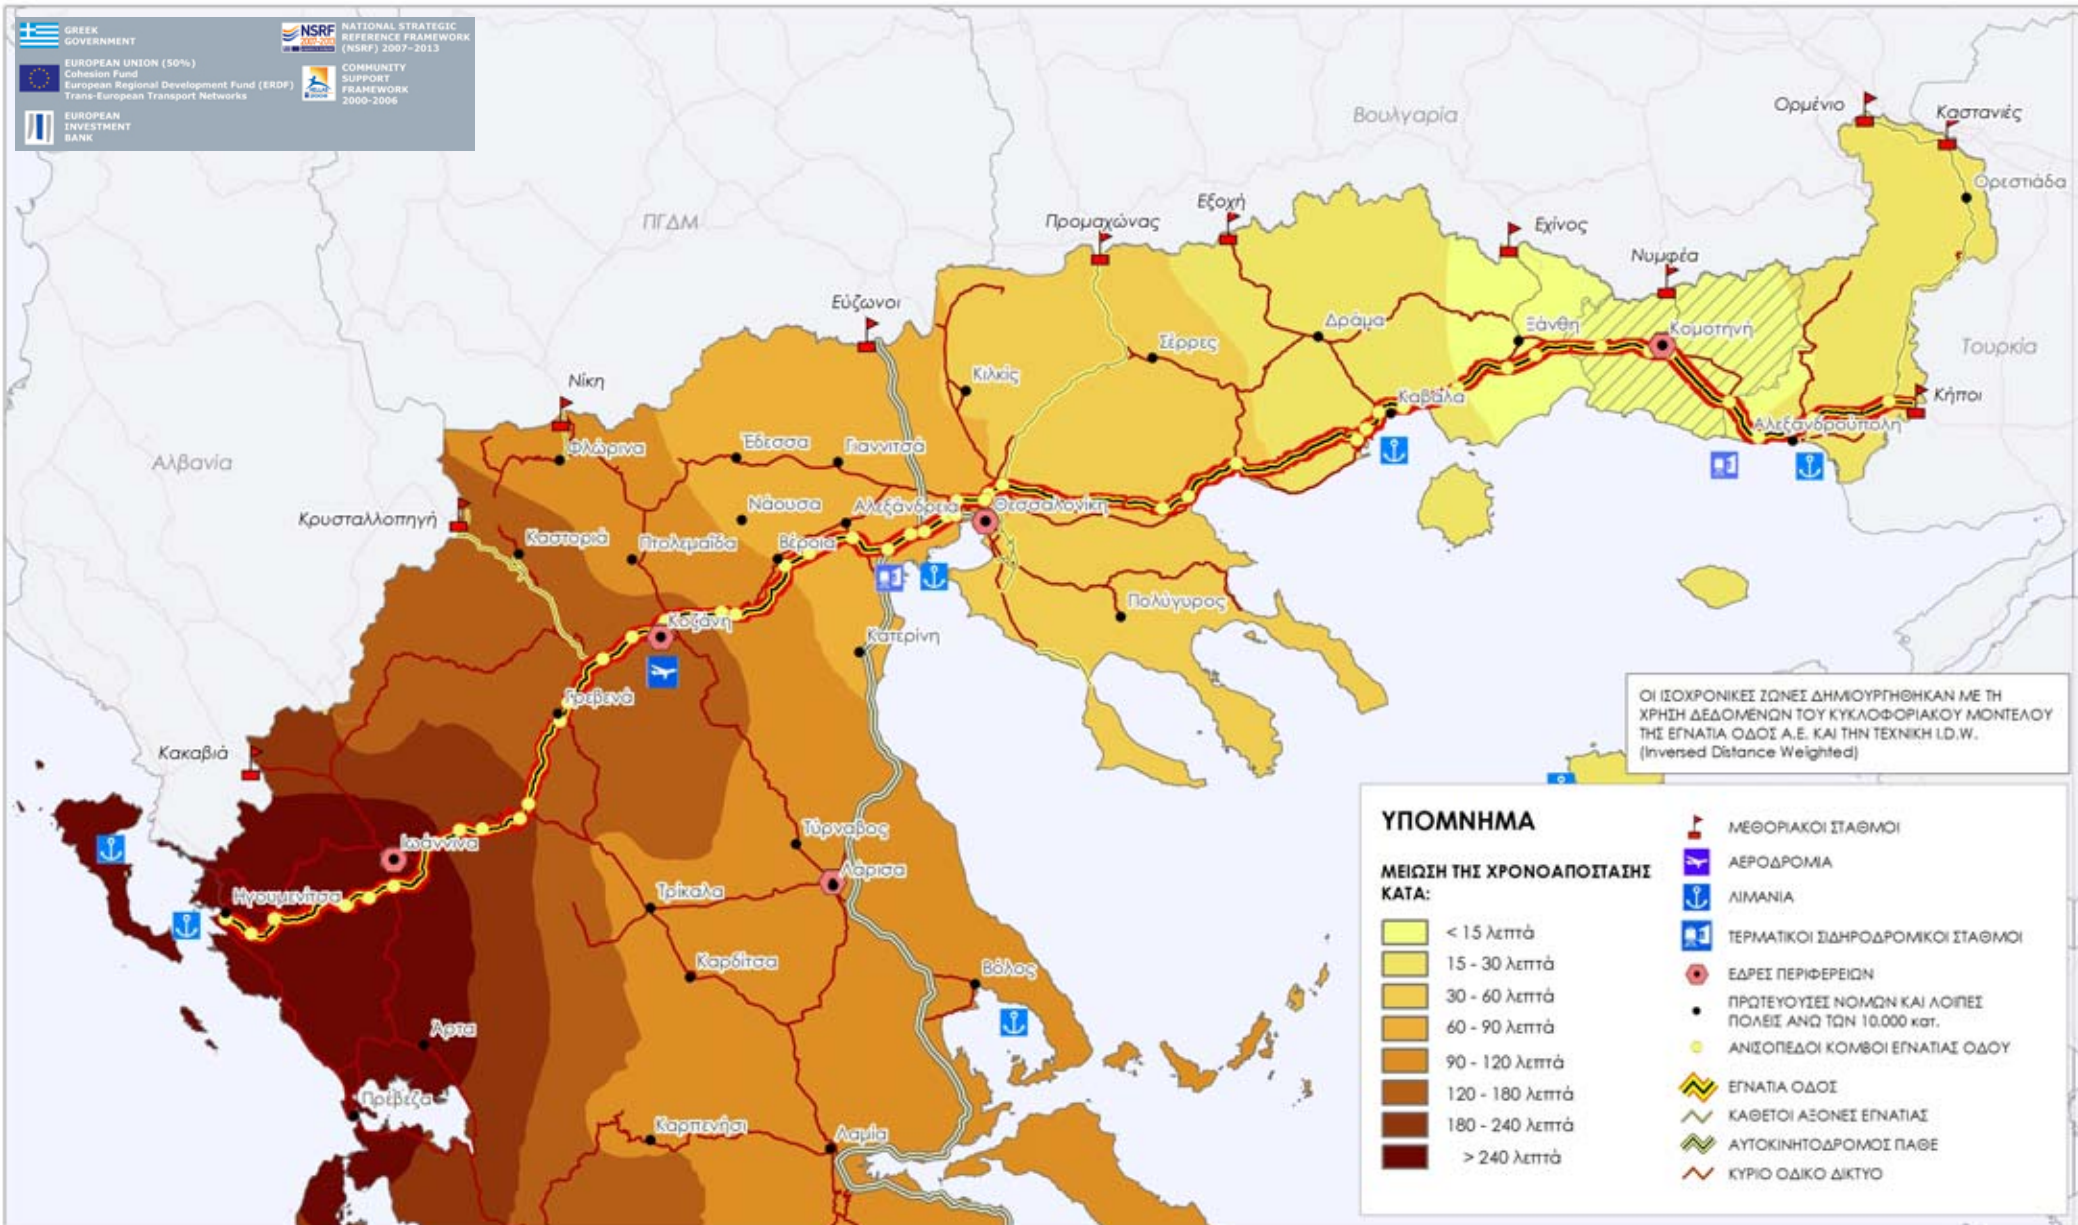 GREEK
GOVERNMENT
NSRF
2007-2013
NATIONAL STRATEGIC
REFERENCE FRAMEWORK
(NSRF) 2007-2013
EUROPEAN UNION (50%)
Cohesion Fund
European Regional Development Fund (ERDF)
Trans-European Transport Networks
COMMUNITY
SUPPORT
FRAMEWORK
2000-2006
EUROPEAN
INVESTMENT
BANK
Ορμένιο
Καστανιές
Βουλγαρία
Ορεστιάδα
Εξοχή
Προμαχώνας
ΠΓΔΜ
Εχίνος
Νυμφέα
Εύζωνοι
Δράμα
Ξάνθη
Κομοτηνή
Σέρρες
Τουρκία
Κιλκίς
Νίκη
Καβάλα
Κήποι
Αλεξανδρούπολη
Φλώρινα
Έδεσσα
Γιαννιτσά
Αλβανία
Κρυσταλλοπηγή
Νάουσα
Αλεξάνδρεια
Θεσσαλονίκη
Καστοριά
Πτολεμαΐδα
Βέροια
Πολύγυρος
Κοζάνη
Κατερίνη
Γρεβενά
Κακαβιά
ΟΙ ΙΣΟΧΡΟΝΙΚΕΣ ΖΩΝΕΣ ΔΗΜΙΟΥΡΓΗΘΗΚΑΝ ΜΕ ΤΗ
ΧΡΗΣΗ ΔΕΔΟΜΕΝΩΝ ΤΟΥ ΚΥΚΛΟΦΟΡΙΑΚΟΥ ΜΟΝΤΕΛΟΥ
ΤΗΣ ΕΓΝΑΤΙΑ ΟΔΟΣ Α.Ε. ΚΑΙ ΤΗΝ ΤΕΧΝΙΚΗ I.D.W.
(Inversed Distance Weighted)
Ιωάννινα
Τύρναβος
Λάρισα
Ηγουμενίτσα
Τρίκαλα
Καρδίτσα
Βόλος
Άρτα
Πρέβεζα
Καρπενήσι
Λαμία
ΥΠΟΜΝΗΜΑ
ΜΕΙΩΣΗ ΤΗΣ ΧΡΟΝΟΑΠΟΣΤΑΣΗΣ
ΚΑΤΑ:
< 15 λεπτά
15 - 30 λεπτά
30 - 60 λεπτά
60 - 90 λεπτά
90 - 120 λεπτά
120 - 180 λεπτά
180 - 240 λεπτά
> 240 λεπτά
ΜΕΘΟΡΙΑΚΟΙ ΣΤΑΘΜΟΙ
ΑΕΡΟΔΡΟΜΙΑ
ΛΙΜΑΝΙΑ
ΤΕΡΜΑΤΙΚΟΙ ΣΙΔΗΡΟΔΡΟΜΙΚΟΙ ΣΤΑΘΜΟΙ
ΕΔΡΕΣ ΠΕΡΙΦΕΡΕΙΩΝ
ΠΡΩΤΕΥΟΥΣΕΣ ΝΟΜΩΝ ΚΑΙ ΛΟΙΠΕΣ
ΠΟΛΕΙΣ ΑΝΩ ΤΩΝ 10.000 κατ.
ΑΝΙΣΟΠΕΔΟΙ ΚΟΜΒΟΙ ΕΓΝΑΤΙΑΣ ΟΔΟΥ
ΕΓΝΑΤΙΑ ΟΔΟΣ
ΚΑΘΕΤΟΙ ΑΞΟΝΕΣ ΕΓΝΑΤΙΑΣ
ΑΥΤΟΚΙΝΗΤΟΔΡΟΜΟΣ ΠΑΘΕ
ΚΥΡΙΟ ΟΔΙΚΟ ΔΙΚΤΥΟ